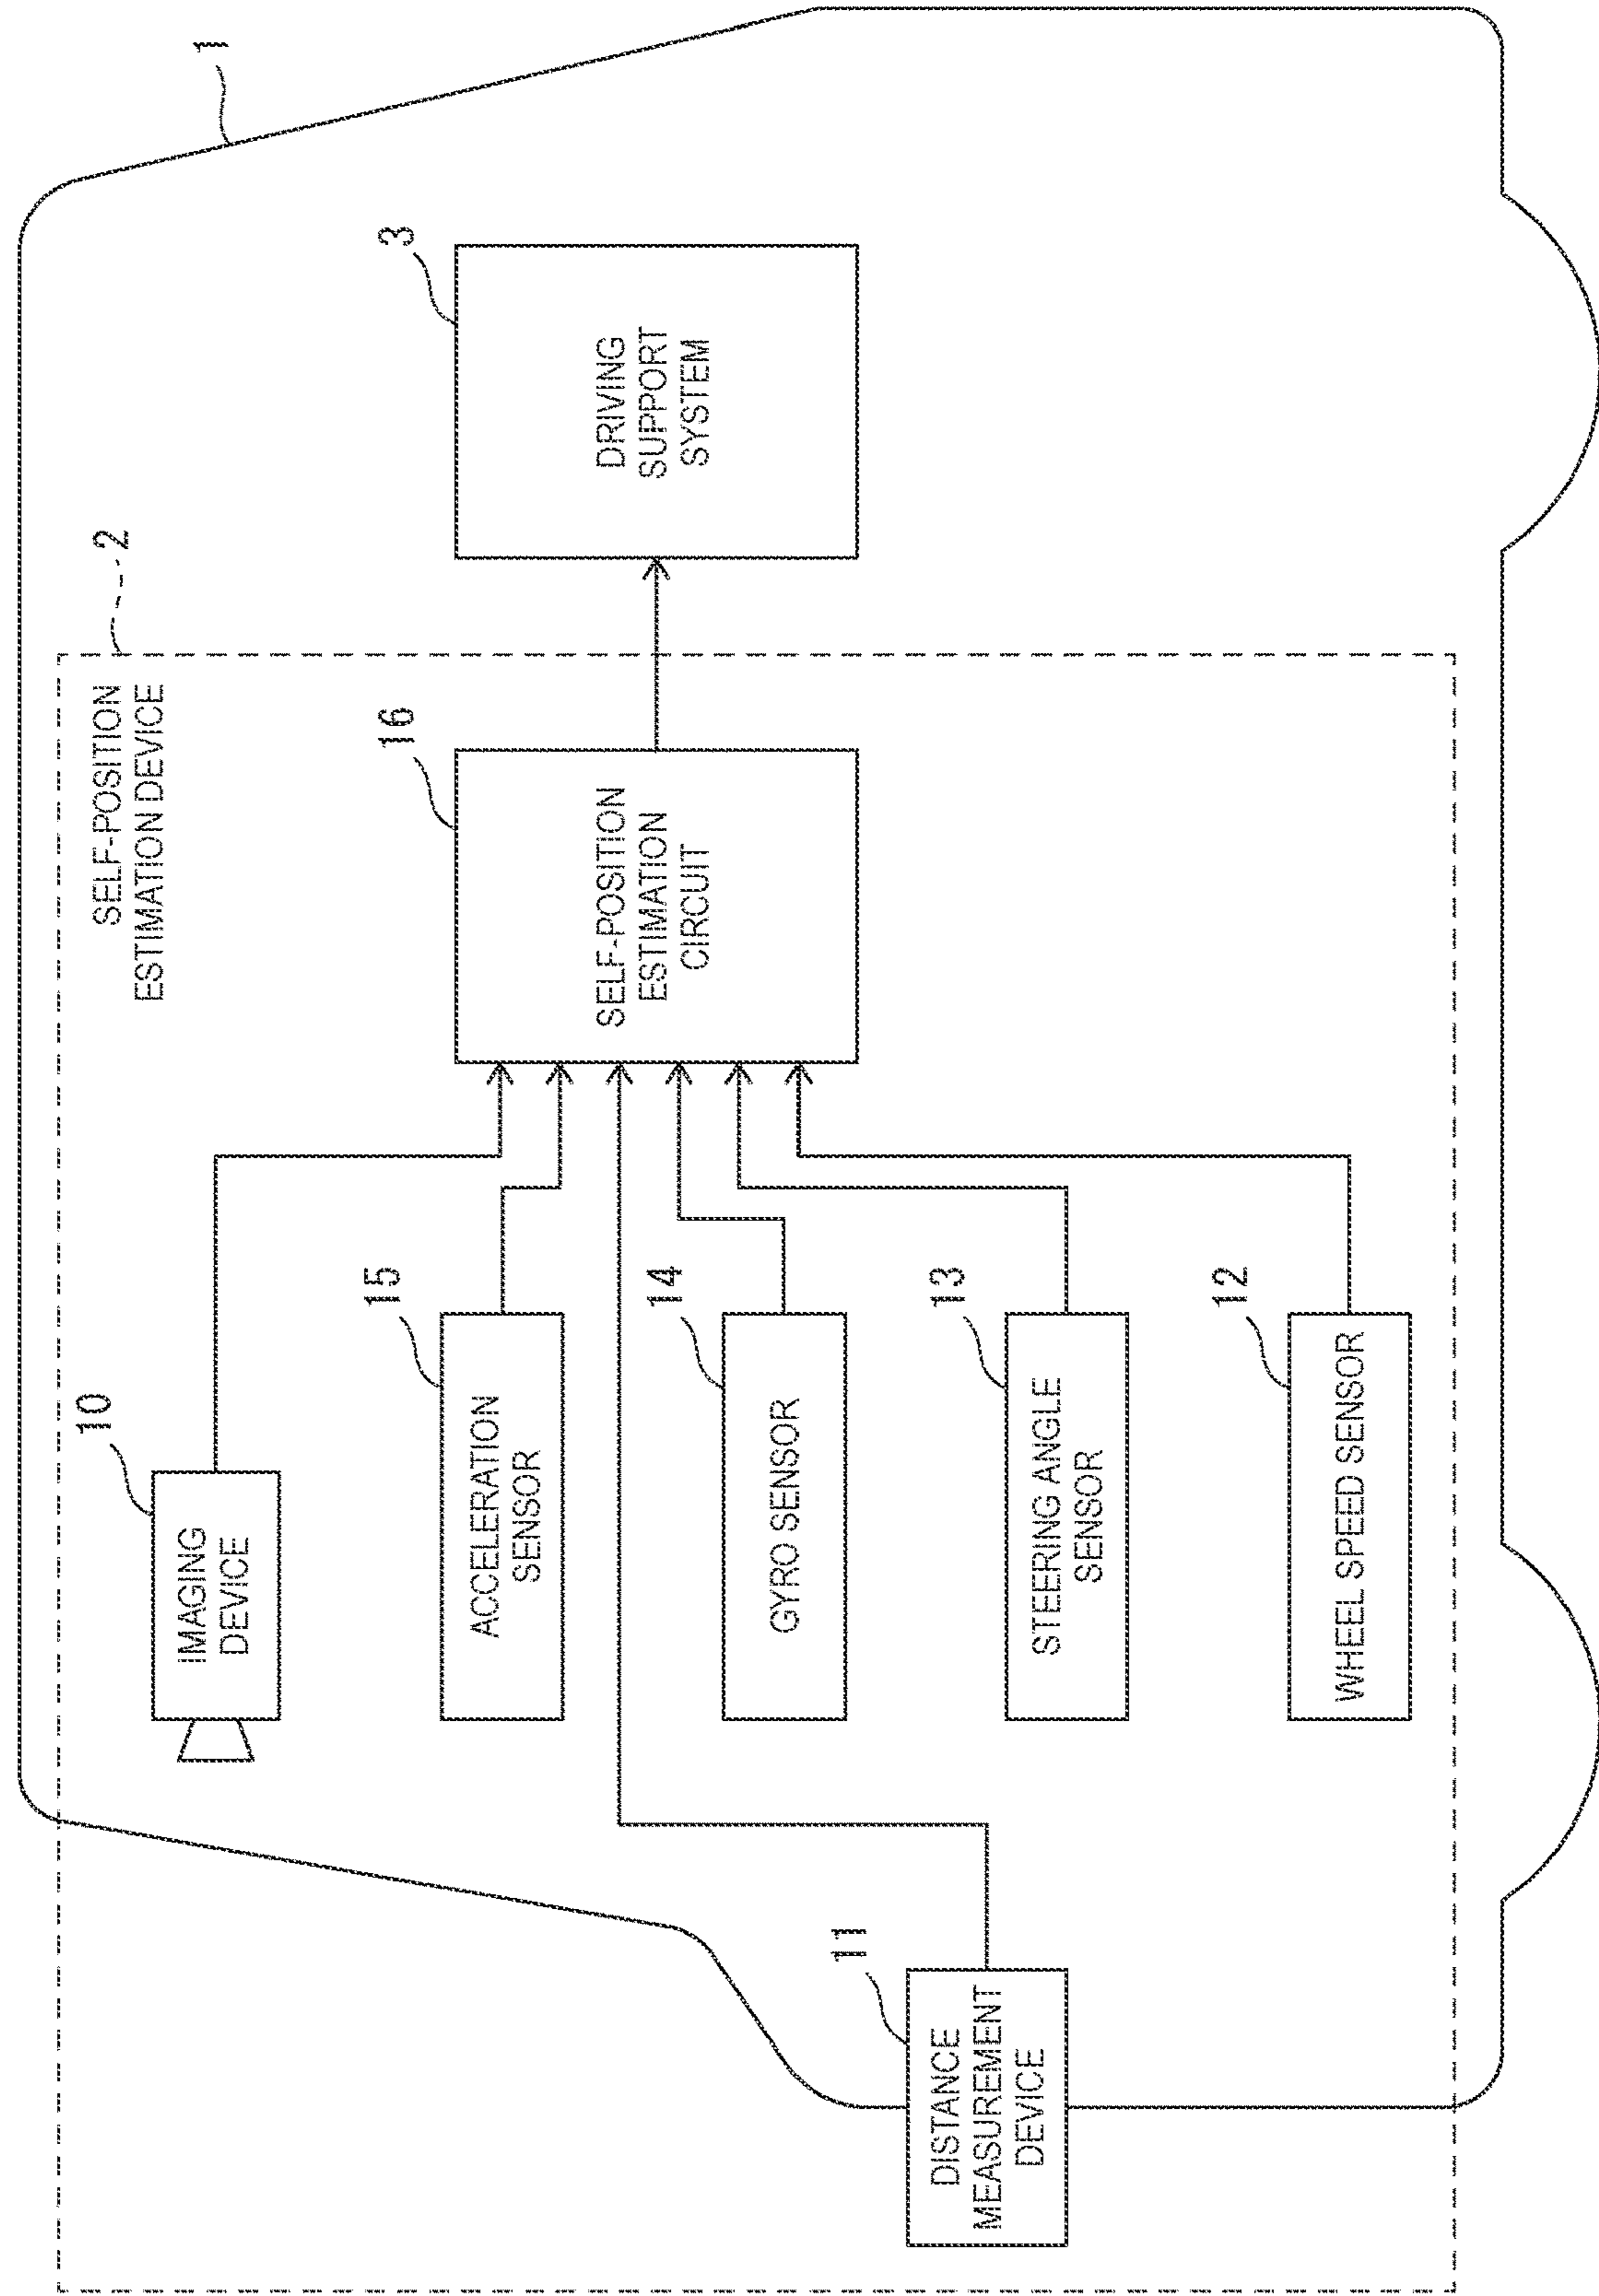 1
SELF-POSITION
ESTIMATION DEVICE
2
10
IMAGING
DEVICE
15
ACCELERATION
SENSOR
16
SELF-POSITION
ESTIMATION
CIRCUIT
3
DRIVING
SUPPORT
SYSTEM
14
GYRO SENSOR
11
DISTANCE
MEASUREMENT
DEVICE
13
STEERING ANGLE
SENSOR
12
WHEEL SPEED SENSOR